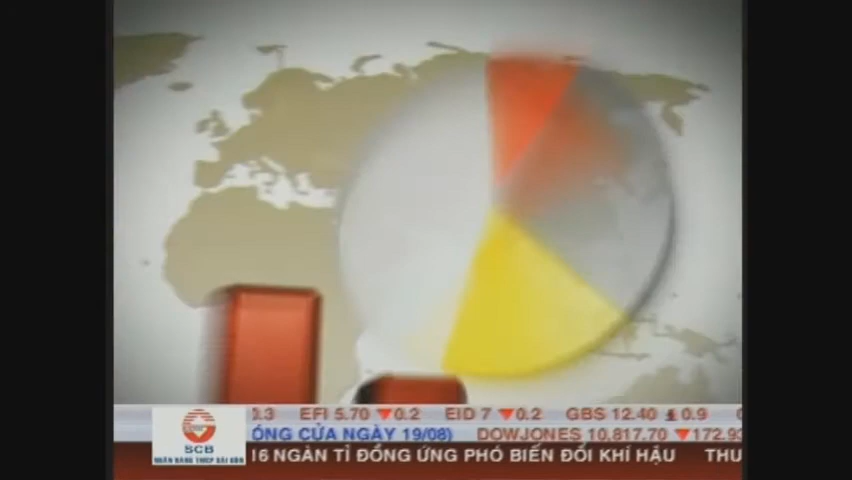 0.3 EFI 5.70 ▼0.2 EID 7 ▼0.2 GBS 12.40 0.9
ÓNG CỬA NGÀY 19/08) DOWJONES 10,817.70 ▼172.93
SCB
16 NGÀN TỈ ĐỒNG ỨNG PHÓ BIẾN ĐỔI KHÍ HẬU THU